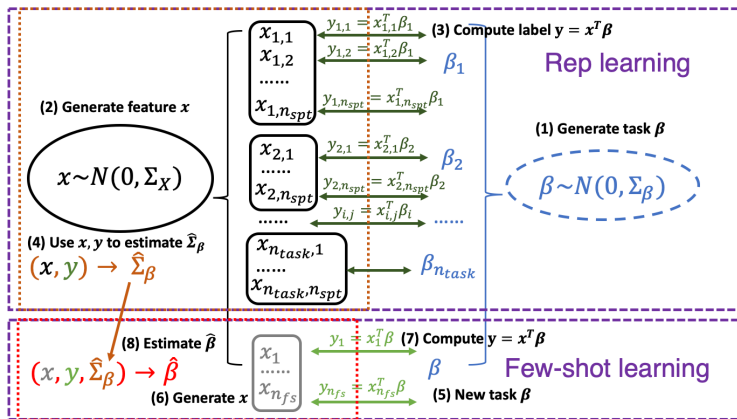 x_{1,1}
y_{1,1} = x_{1,1}^T β_1
(3) Compute label y = x^T β
x_{1,2}
y_{1,2} = x_{1,2}^T β_1
β_1
Rep learning
......
x_{1,n_{spt}}
y_{1,n_{spt}} = x_{1,n_{spt}}^T β_1
(2) Generate feature x
(1) Generate task β
x_{2,1}
y_{2,1} = x_{2,1}^T β_2
β_2
x~N(0, Σ_X)
......
β~N(0, Σ_β)
x_{2,n_{spt}}
y_{2,n_{spt}} = x_{2,n_{spt}}^T β_2
......
y_{i,j} = x_{i,j}^T β_i
......
(4) Use x, y to estimate Σ̂_β
(x, y) → Σ̂_β
x_{n_{task},1}
......
x_{n_{task},n_{spt}}
β_{n_{task}}
(8) Estimate β̂
x_1
y_1 = x_1^T β
(7) Compute y = x^T β
(x, y, Σ̂_β) → β̂
......
β
Few-shot learning
(6) Generate x
x_{n_{fs}}
y_{n_{fs}} = x_{n_{fs}}^T β
(5) New task β